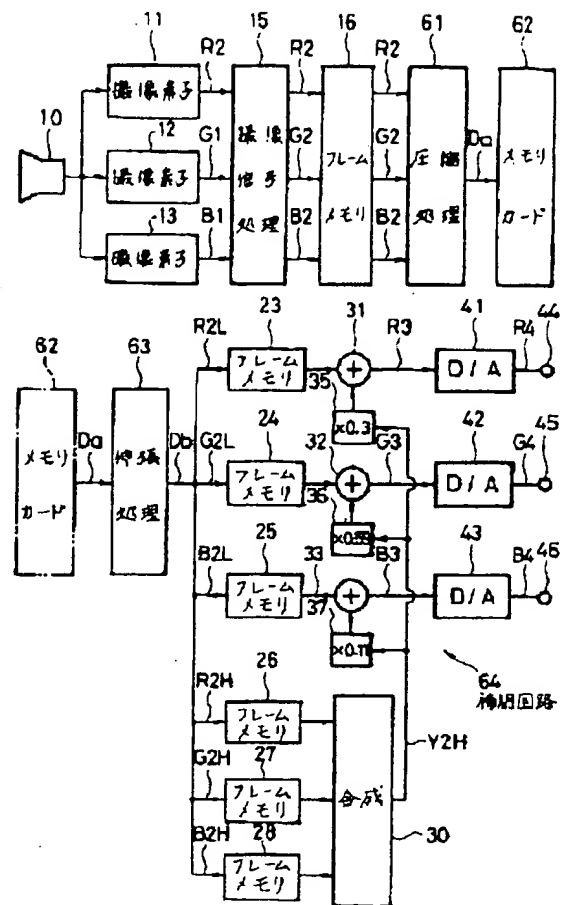 11 R2 15 R2 16 R2 61 62
撮像素子
10
12 G1 G2 G2 Da
撮像素子
撮像信号処理
フレームメモリ
圧縮処理
メモリカード
13 B1 B2 B2
撮像素子
23 31 41 44
R2L R3 R4
フレームメモリ
+
D/A
62 63
35
×0.3
24 32 42 45
Da Db G2L G3 G4
メモリカード
伸張処理
フレームメモリ
+
D/A
36
×0.59
25 43 46
B2L 33 B3 B4
フレームメモリ
+
D/A
37
×0.11
26
R2H
フレームメモリ
64
補間回路
Y2H
27
G2H
フレームメモリ
合成
28
B2H
フレームメモリ
30